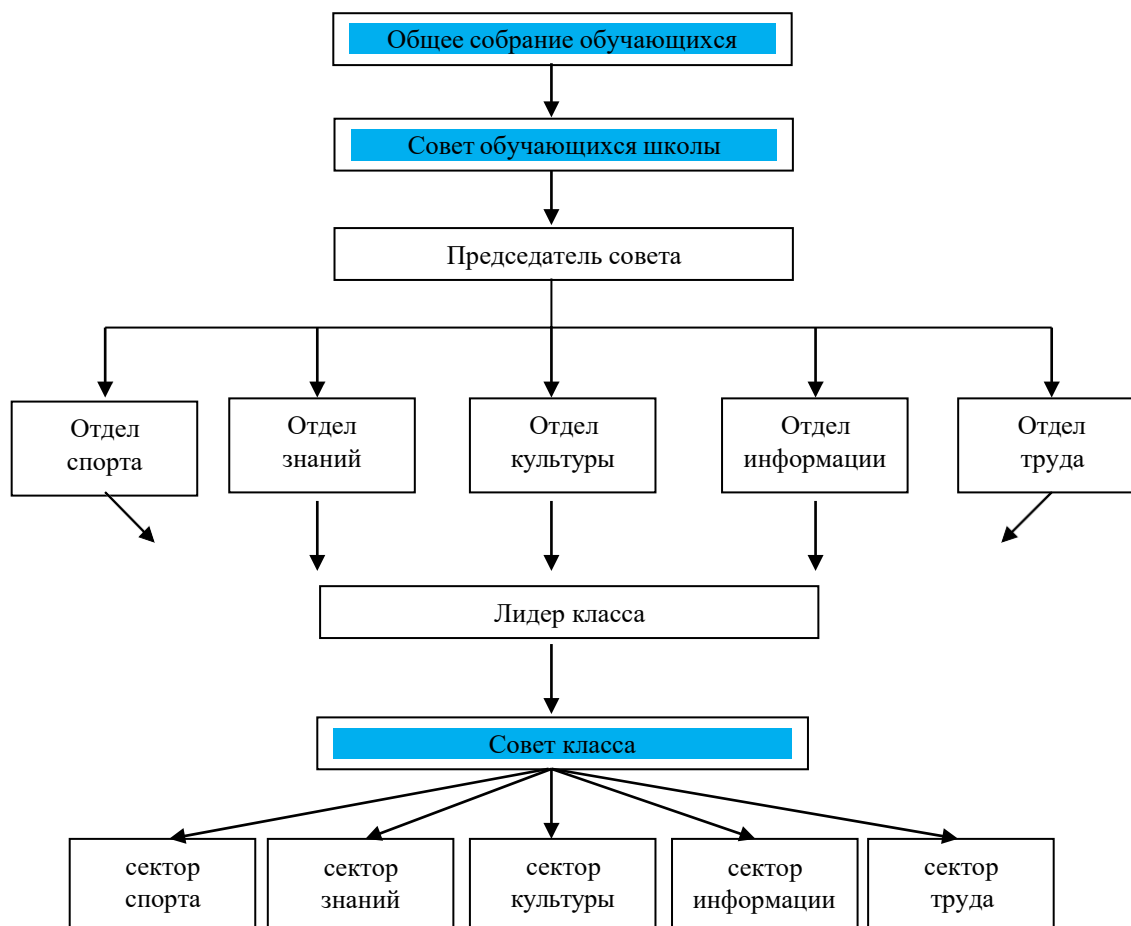 Общее собрание обучающихся
Совет обучающихся школы
Председатель совета
Отдел
спорта
Отдел
знаний
Отдел
культуры
Отдел
информации
Отдел
труда
Лидер класса
Совет класса
сектор
спорта
сектор
знаний
сектор
культуры
сектор
информации
сектор
труда